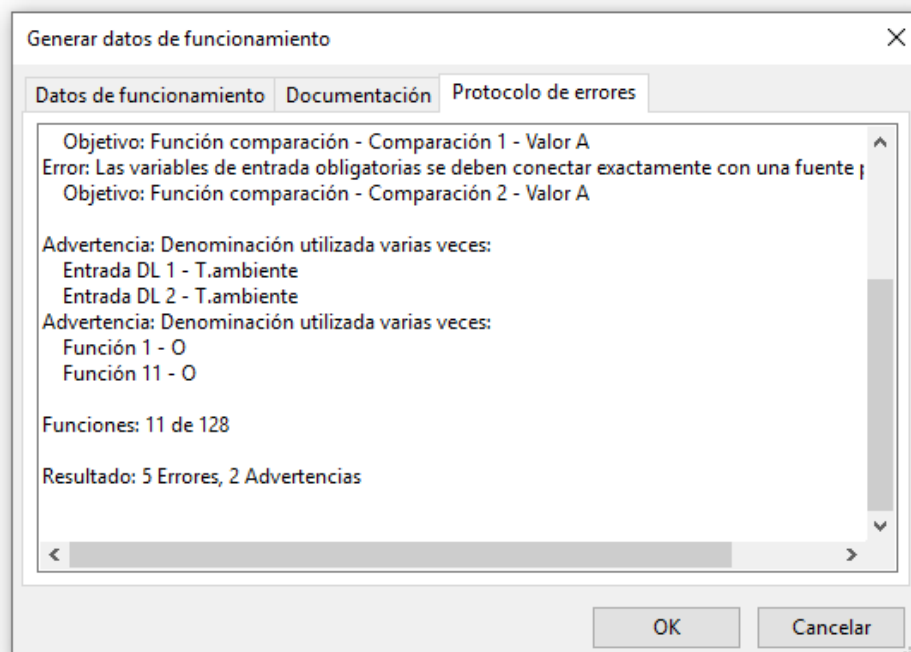 Generar datos de funcionamiento
Datos de funcionamiento Documentación Protocolo de errores
Objetivo: Función comparación - Comparación 1 - Valor A
Error: Las variables de entrada obligatorias se deben conectar exactamente con una fuente
Objetivo: Función comparación - Comparación 2 - Valor A
Advertencia: Denominación utilizada varias veces:
Entrada DL 1 - T.ambiente
Entrada DL 2 - T.ambiente
Advertencia: Denominación utilizada varias veces:
Función 1 - O
Función 11 - O
Funciones: 11 de 128
Resultado: 5 Errores, 2 Advertencias
OK Cancelar